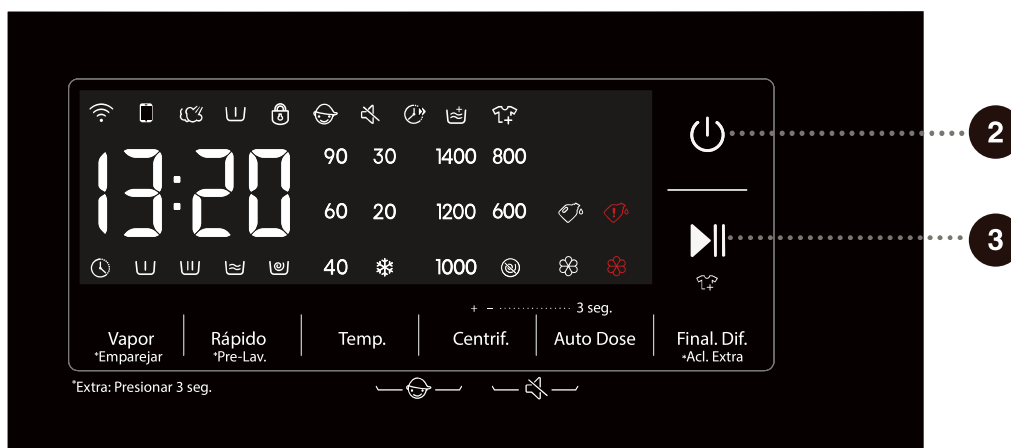 2
90 30 1400 800
13:20
60 20 1200 600
3
40 1000
+ - 3 seg.
Vapor Rápido Temp. Centrif. Auto Dose Final. Dif.
*Emparejar *Pre-Lav. *Acl. Extra
*Extra: Presionar 3 seg.